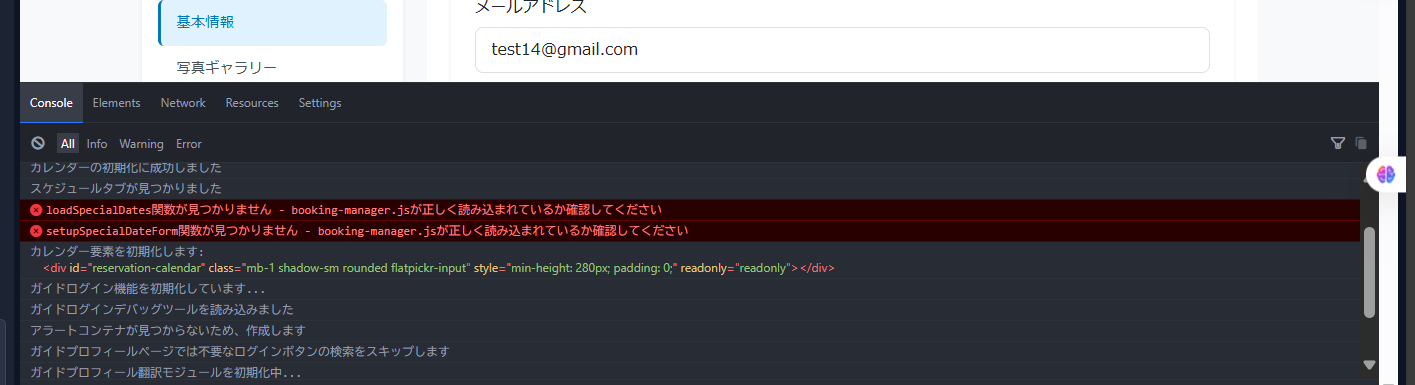 メールアドレス
基本情報
test14@gmail.com
写真ギャラリー
Console Elements Network Resources Settings
All Info Warning Error
カレンダーの初期化に成功しました
スケジュールタブが見つかりました
loadSpecialDates関数が見つかりません - booking-manager.jsが正しく読み込まれているか確認してください
setupSpecialDateForm関数が見つかりません - booking-manager.jsが正しく読み込まれているか確認してください
カレンダー要素を初期化します:
<div id="reservation-calendar" class="mb-1 shadow-sm rounded flatpickr-input" style="min-height: 280px; padding: 0;" readonly="readonly"></div>
ガイドログイン機能を初期化しています...
ガイドログインデバッグツールを読み込みました
アラートコンテナが見つからないため、作成します
ガイドプロフィールページでは不要なログインボタンの検索をスキップします
ガイドプロフィール翻訳モジュールを初期化中...